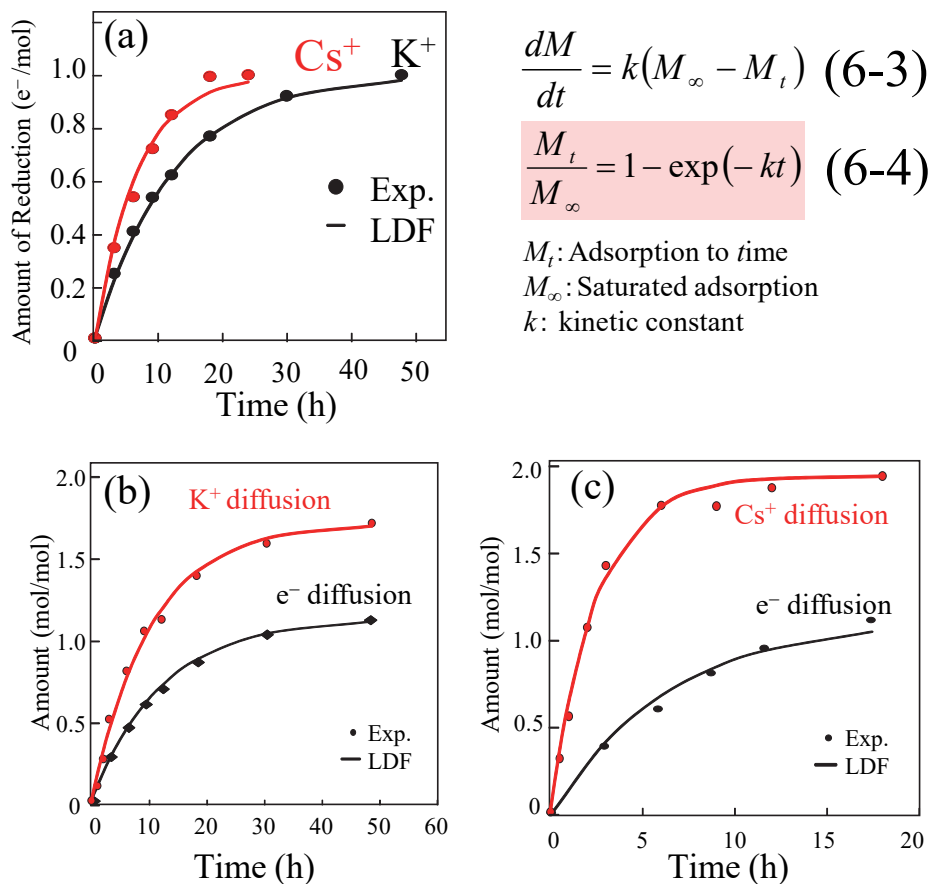 (a)
Cs⁺ K⁺
Amount of Reduction (e⁻/mol)
1.0
0.8
0.6
0.4
0.2
0
Exp.
LDF
0 10 20 30 40 50
Time (h)
dM/dt = k(M∞ − Mt) (6-3)
Mt/M∞ = 1 − exp(−kt) (6-4)
Mt: Adsorption to time
M∞: Saturated adsorption
k: kinetic constant
(b)
K⁺ diffusion
e⁻ diffusion
Amount (mol/mol)
2.0
1.5
1.0
0.5
0
Exp.
LDF
0 10 20 30 40 50 60
Time (h)
(c)
Cs⁺ diffusion
e⁻ diffusion
Amount (mol/mol)
2.0
1.5
1.0
0.5
0
Exp.
LDF
0 5 10 15 20
Time (h)